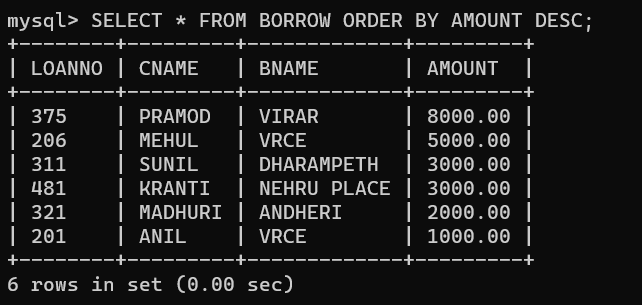 mysql> SELECT * FROM BORROW ORDER BY AMOUNT DESC;
+--------+---------+--------------+---------+
| LOANNO | CNAME   | BNAME        | AMOUNT  |
+--------+---------+--------------+---------+
| 375    | PRAMOD  | VIRAR        | 8000.00 |
| 206    | MEHUL   | VRCE         | 5000.00 |
| 311    | SUNIL   | DHARAMPETH   | 3000.00 |
| 481    | KRANTI  | NEHRU PLACE | 3000.00 |
| 321    | MADHURI | ANDHERI      | 2000.00 |
| 201    | ANIL    | VRCE         | 1000.00 |
+--------+---------+--------------+---------+
6 rows in set (0.00 sec)